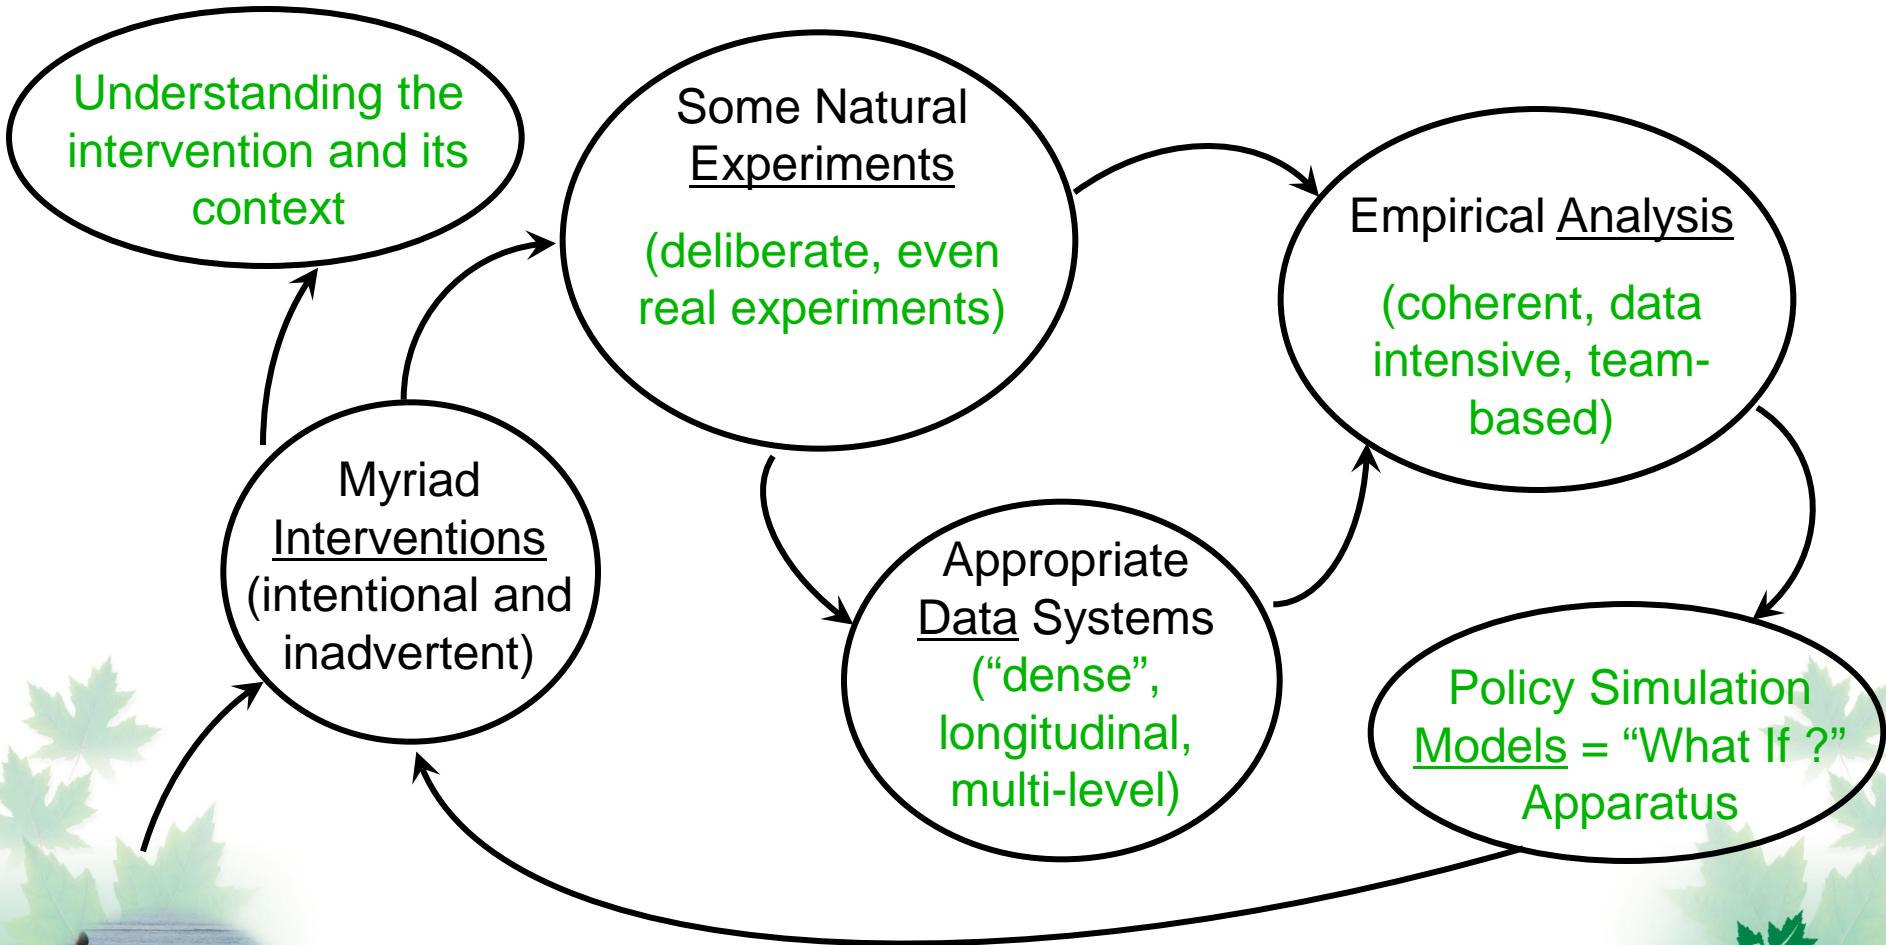 Understanding the
intervention and its
context
Some Natural
Experiments
(deliberate, even
real experiments)
Empirical Analysis
(coherent, data
intensive, team-
based)
Myriad
Interventions
(intentional and
inadvertent)
Appropriate
Data Systems
(“dense”,
longitudinal,
multi-level)
Policy Simulation
Models = “What If ?”
Apparatus